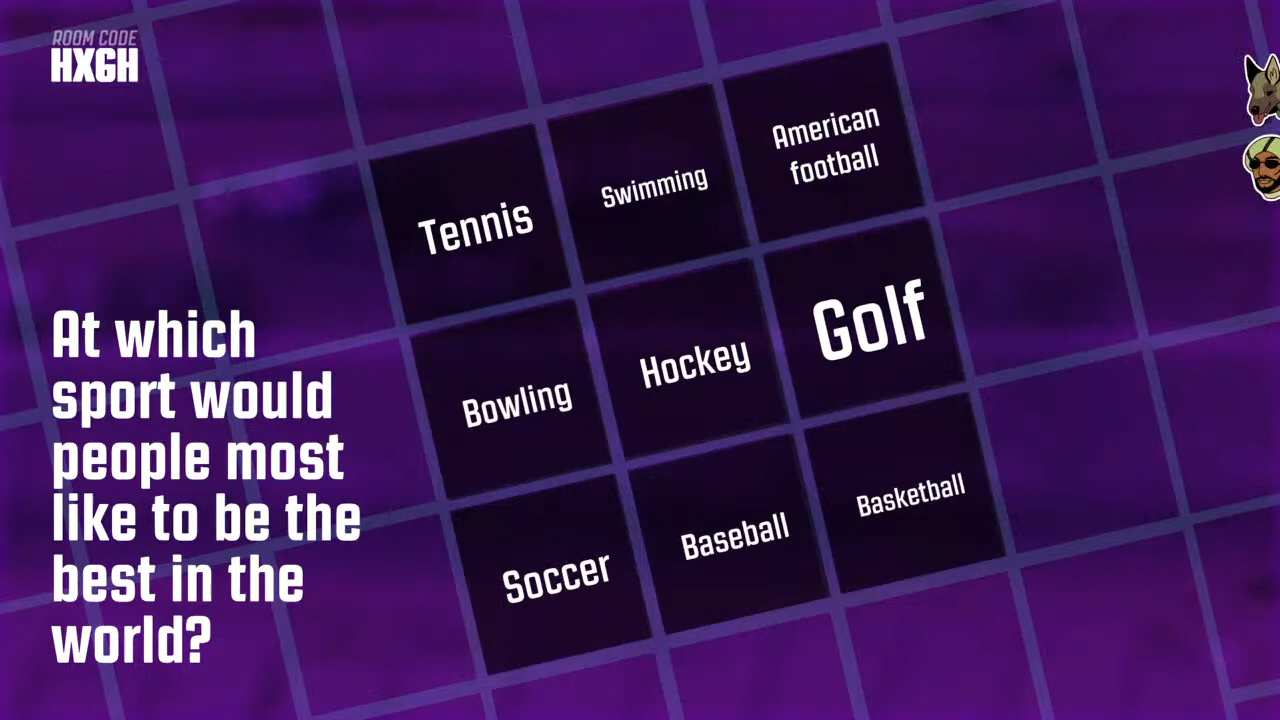 ROOM CODE
HXGH
At which
sport would
people most
like to be the
best in the
world?
Tennis
Swimming
American
football
Bowling
Hockey
Golf
Soccer
Baseball
Basketball